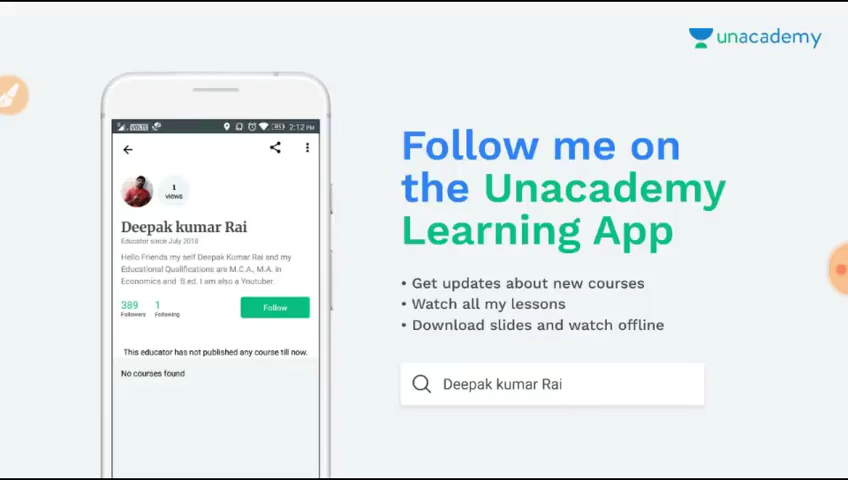 unacademy
VOLTE 2:12 PM
1
views
Deepak kumar Rai
Educator since July 2018
Hello Friends my self Deepak Kumar Rai and my
Educational Qualifications are M.C.A., M.A. in
Economics and B.ed. I am also a Youtuber.
389 1
Followers Following
Follow
This educator has not published any course till now.
No courses found
Follow me on
the Unacademy
Learning App
• Get updates about new courses
• Watch all my lessons
• Download slides and watch offline
Deepak kumar Rai